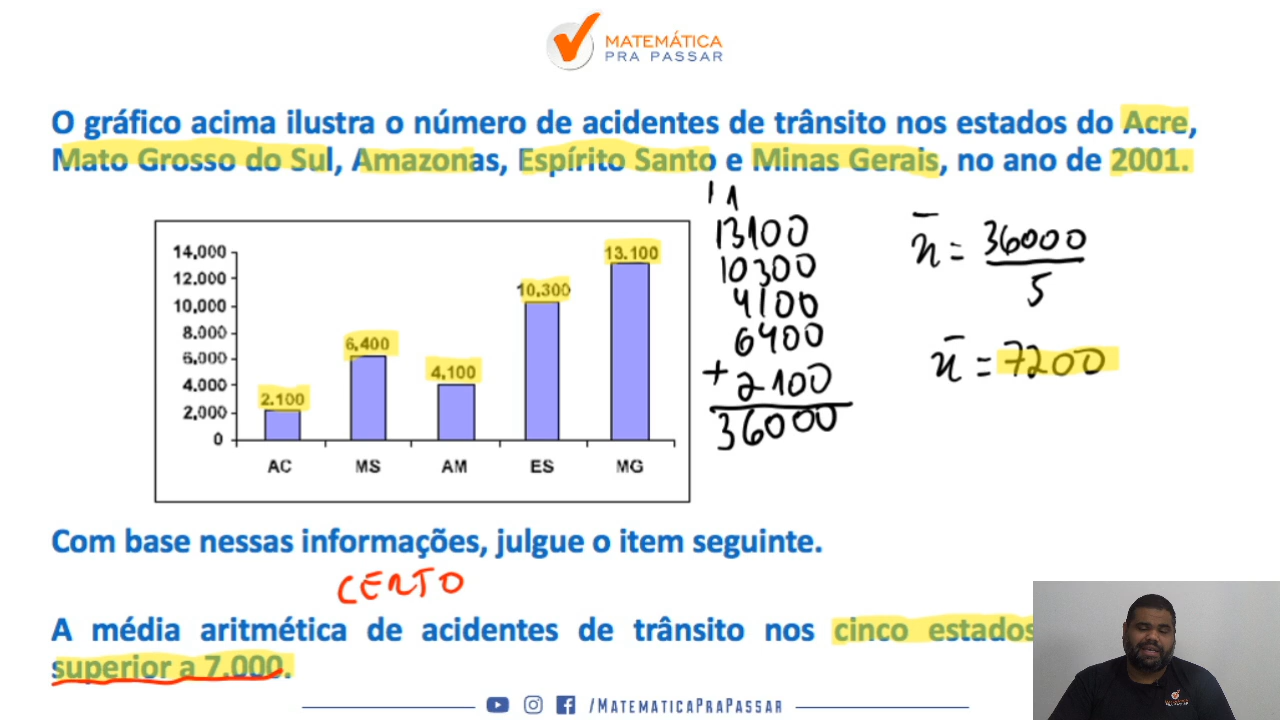 MATEMÁTICA
PRA PASSAR
O gráfico acima ilustra o número de acidentes de trânsito nos estados do Acre,
Mato Grosso do Sul, Amazonas, Espírito Santo e Minas Gerais, no ano de 2001.
14,000
12.000
10,000
8.000
6,000
4.000
2,000
0
2.100
6,400
4,100
10,300
13.100
AC MS AM ES MG
1 1
13100
10300
4100
6400
+ 2100
36000
x̄ = 36000
5
x̄ = 7200
Com base nessas informações, julgue o item seguinte.
CERTO
A média aritmética de acidentes de trânsito nos cinco estados
superior a 7.000.
/MATEMATICAPRAPASSAR